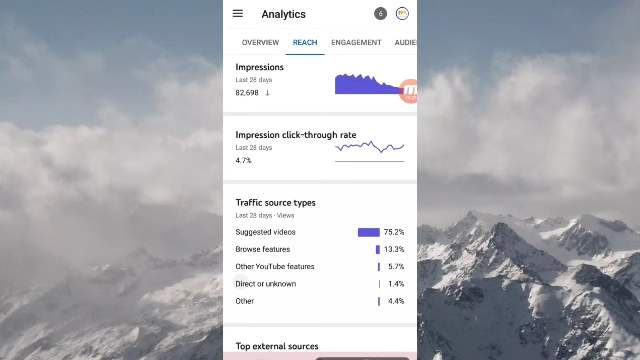 Analytics
6
OVERVIEW
REACH
ENGAGEMENT
AUDIEN
Impressions
Last 28 days
82,698 ↓
Impression click-through rate
Last 28 days
4.7%
Traffic source types
Last 28 days · Views
Suggested videos 75.2%
Browse features 13.3%
Other YouTube features 5.7%
Direct or unknown 1.4%
Other 4.4%
Top external sources